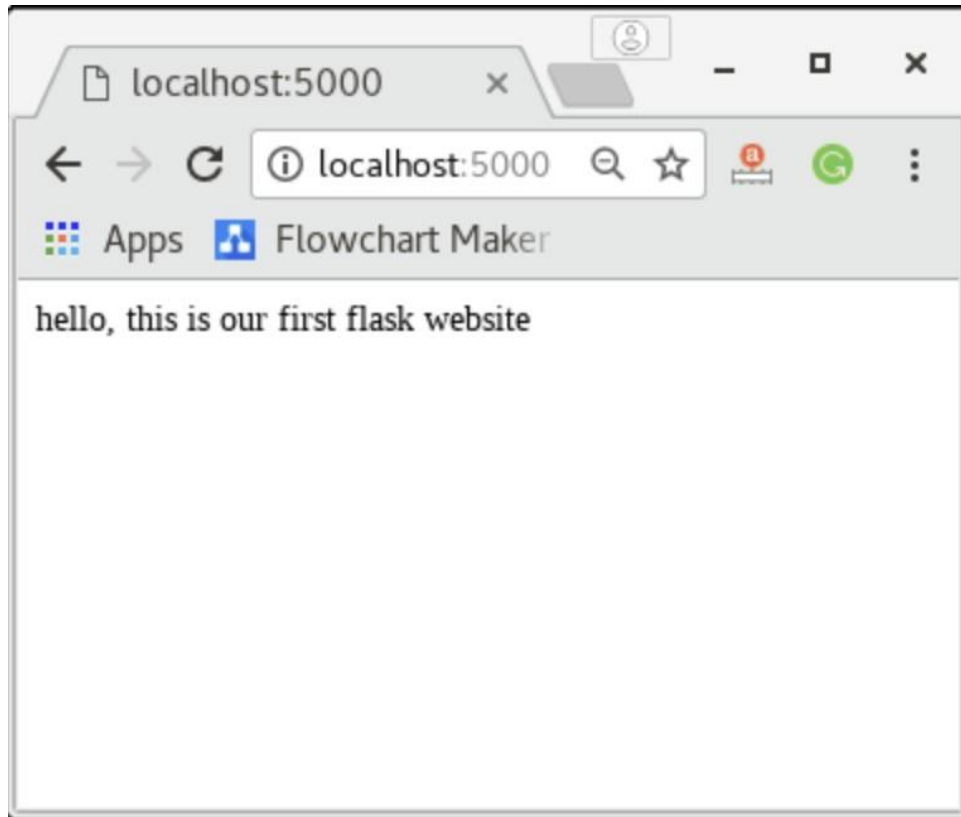 localhost:5000
localhost:5000
Apps Flowchart Maker
hello, this is our first flask website